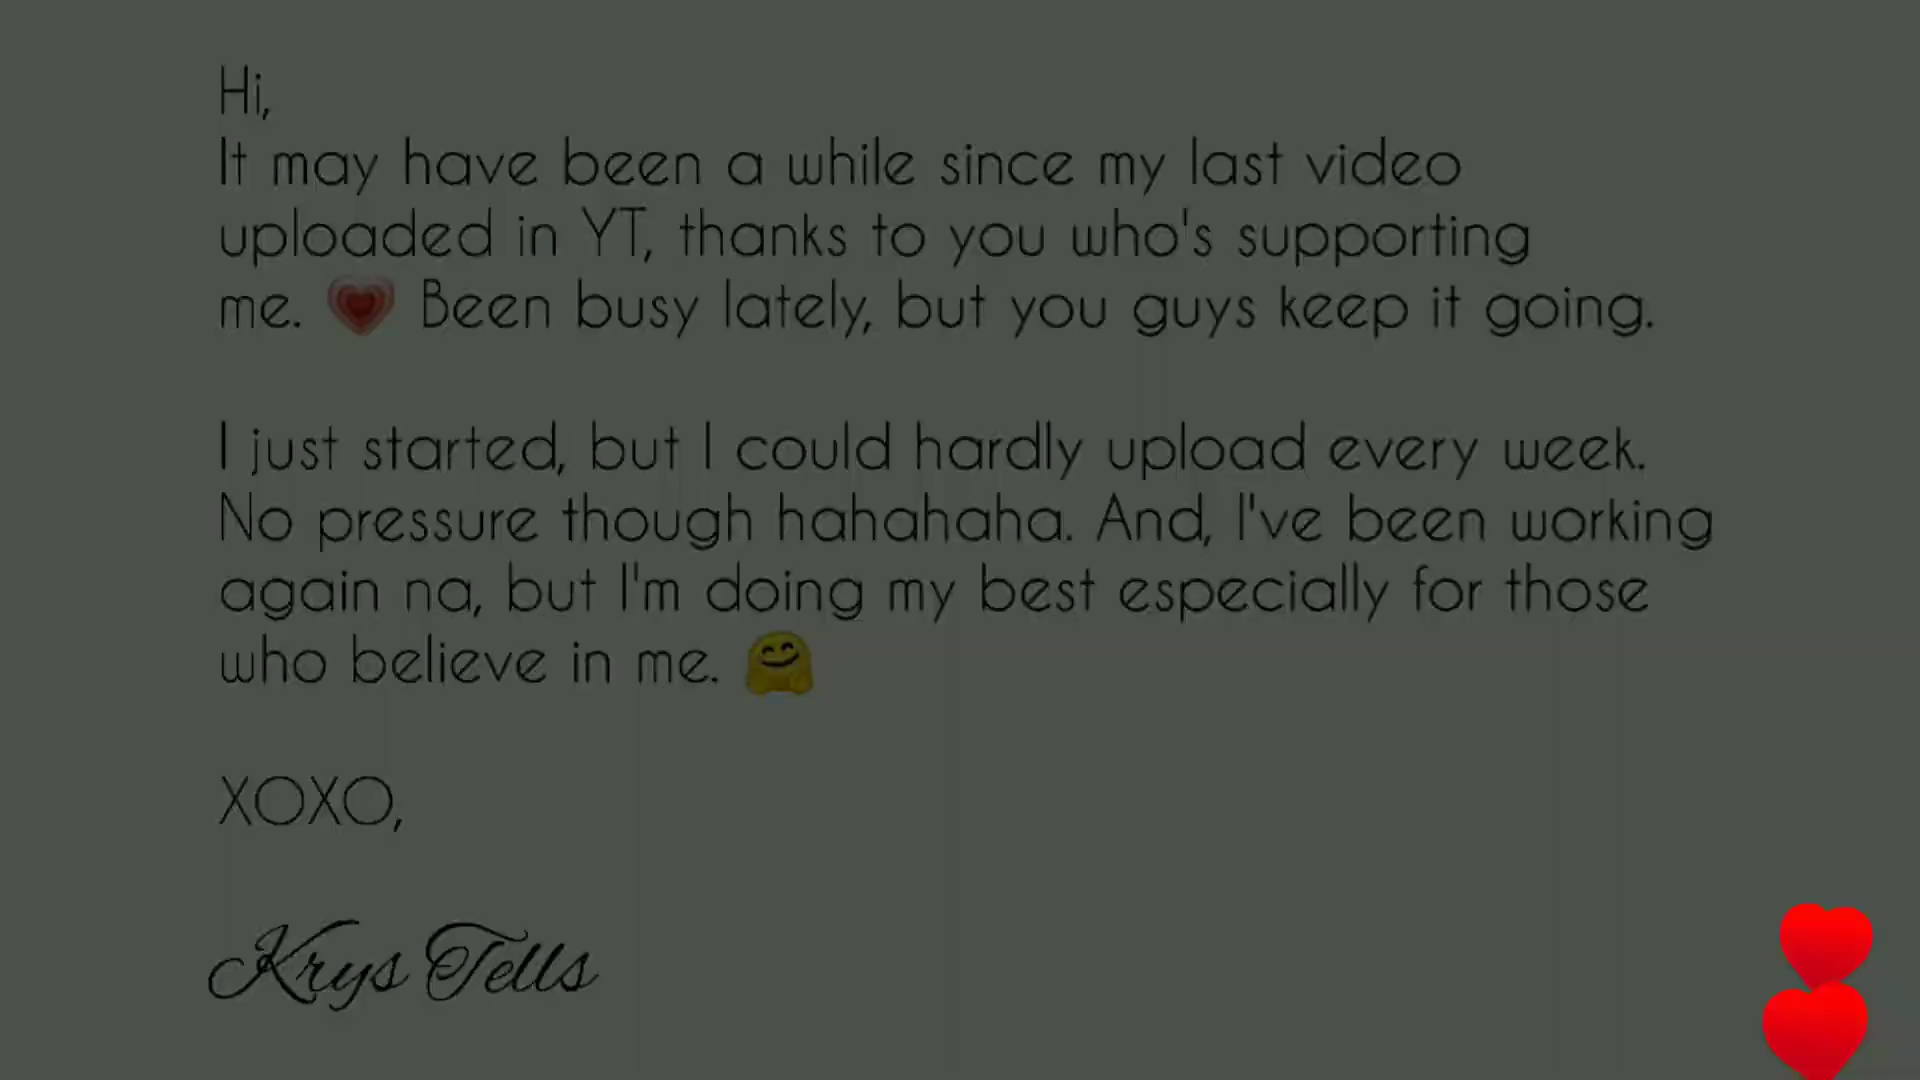 Hi,
It may have been a while since my last video
uploaded in YT, thanks to you who's supporting
me. 💗 Been busy lately, but you guys keep it going.
I just started, but I could hardly upload every week.
No pressure though hahahaha. And, I've been working
again na, but I'm doing my best especially for those
who believe in me. 🤗
XOXO,
Krys Tells